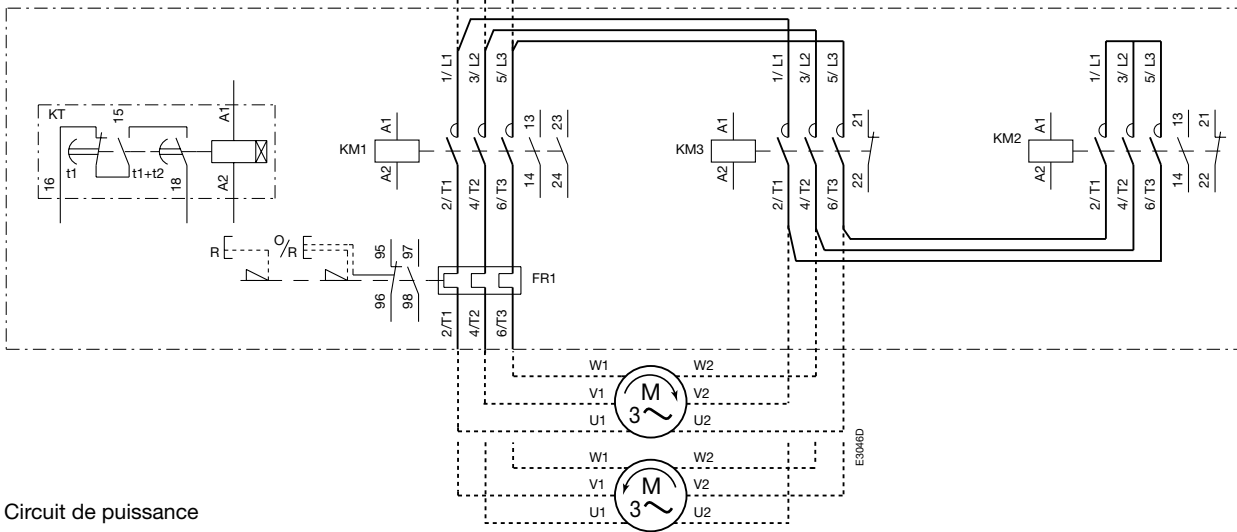 1/ L1 3/ L2 5/ L3
1/ L1 3/ L2 5/ L3
1/ L1 3/ L2 5/ L3
KT 15 A1
16 t1 t1+t2 18 A2
KM1 A1 A2 13 14 23 24
KM3 A1 A2 21 22
KM2 A1 A2 13 14 21 22
2/T1 4/T2 6/T3
2/T1 4/T2 6/T3
2/T1 4/T2 6/T3
R O/R 95 97
96 98 FR1
2/T1 4/T2 6/T3
W1 W2
V1 M V2
U1 3 U2
E3046D
W1 W2
V1 M V2
U1 3 U2
Circuit de puissance